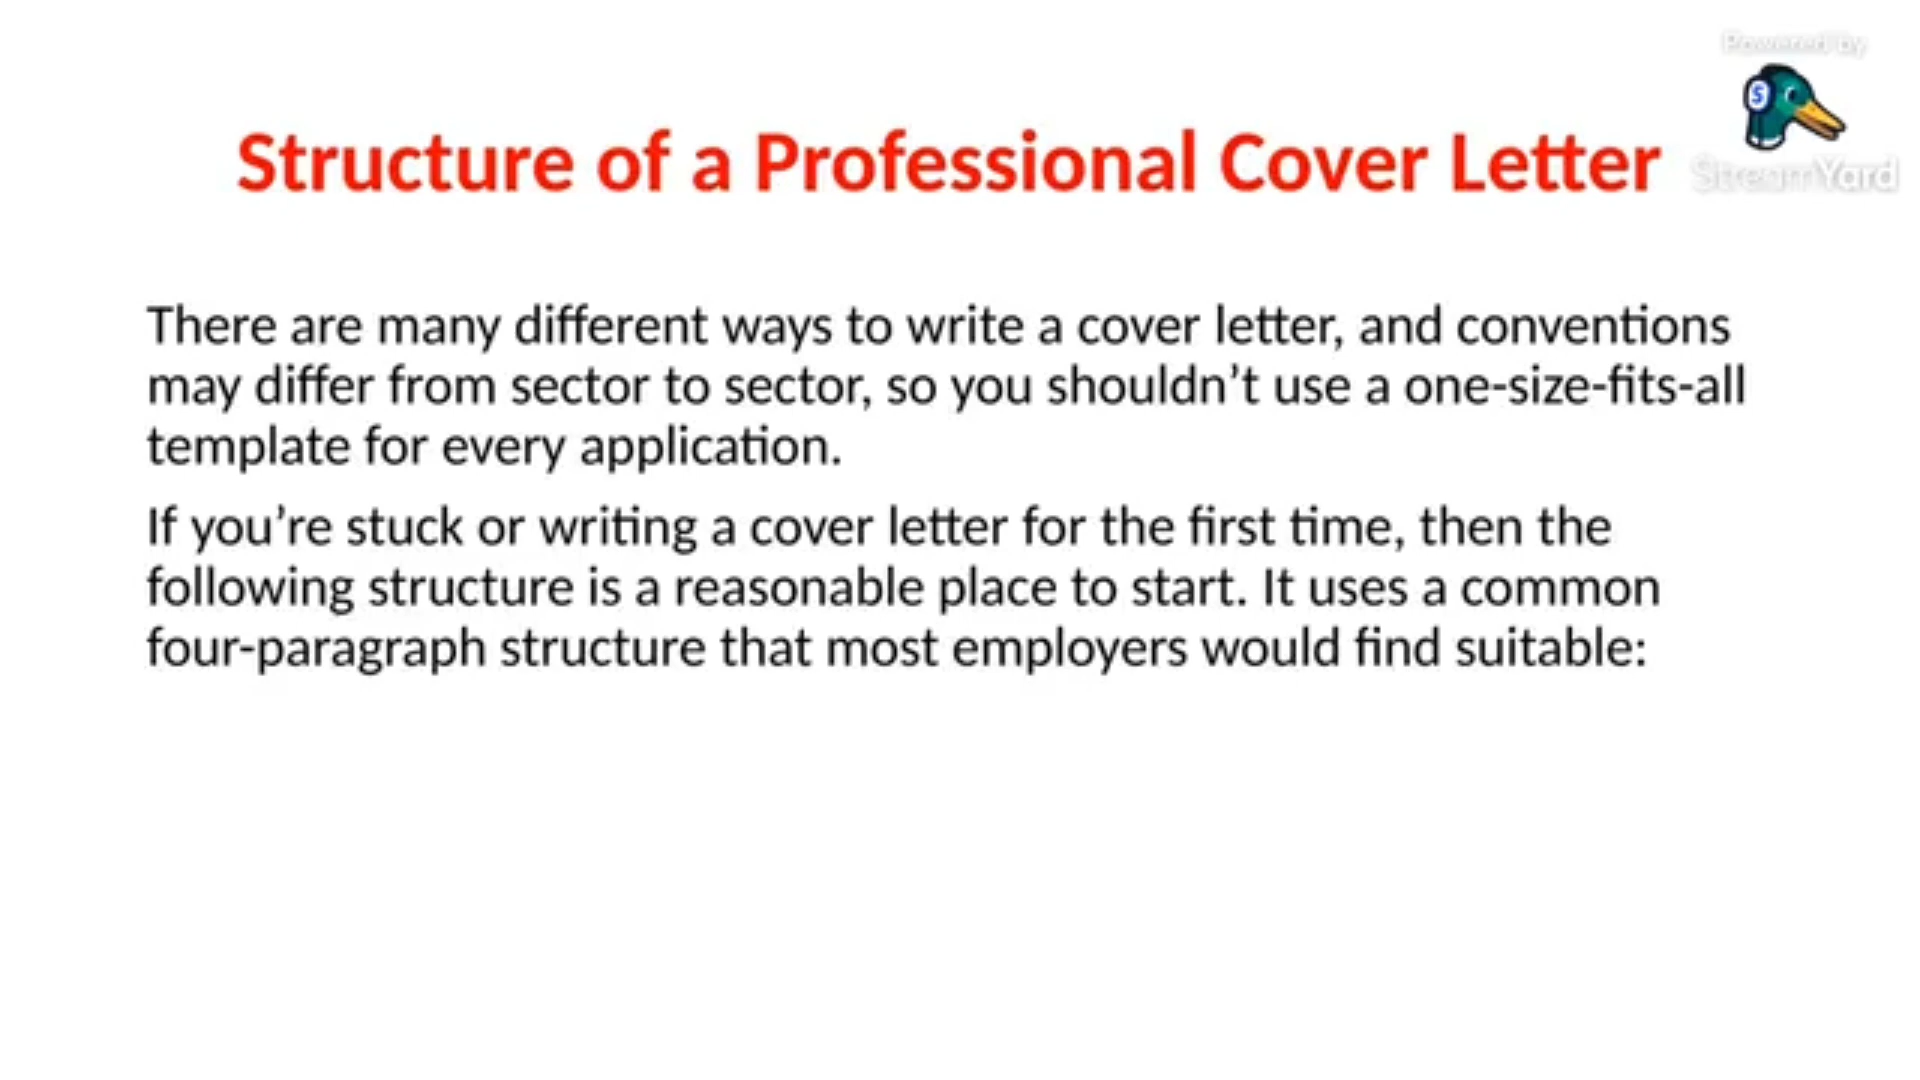 Powered by
Structure of a Professional Cover Letter
StreamYard
There are many different ways to write a cover letter, and conventions
may differ from sector to sector, so you shouldn’t use a one-size-fits-all
template for every application.
If you’re stuck or writing a cover letter for the first time, then the
following structure is a reasonable place to start. It uses a common
four-paragraph structure that most employers would find suitable: